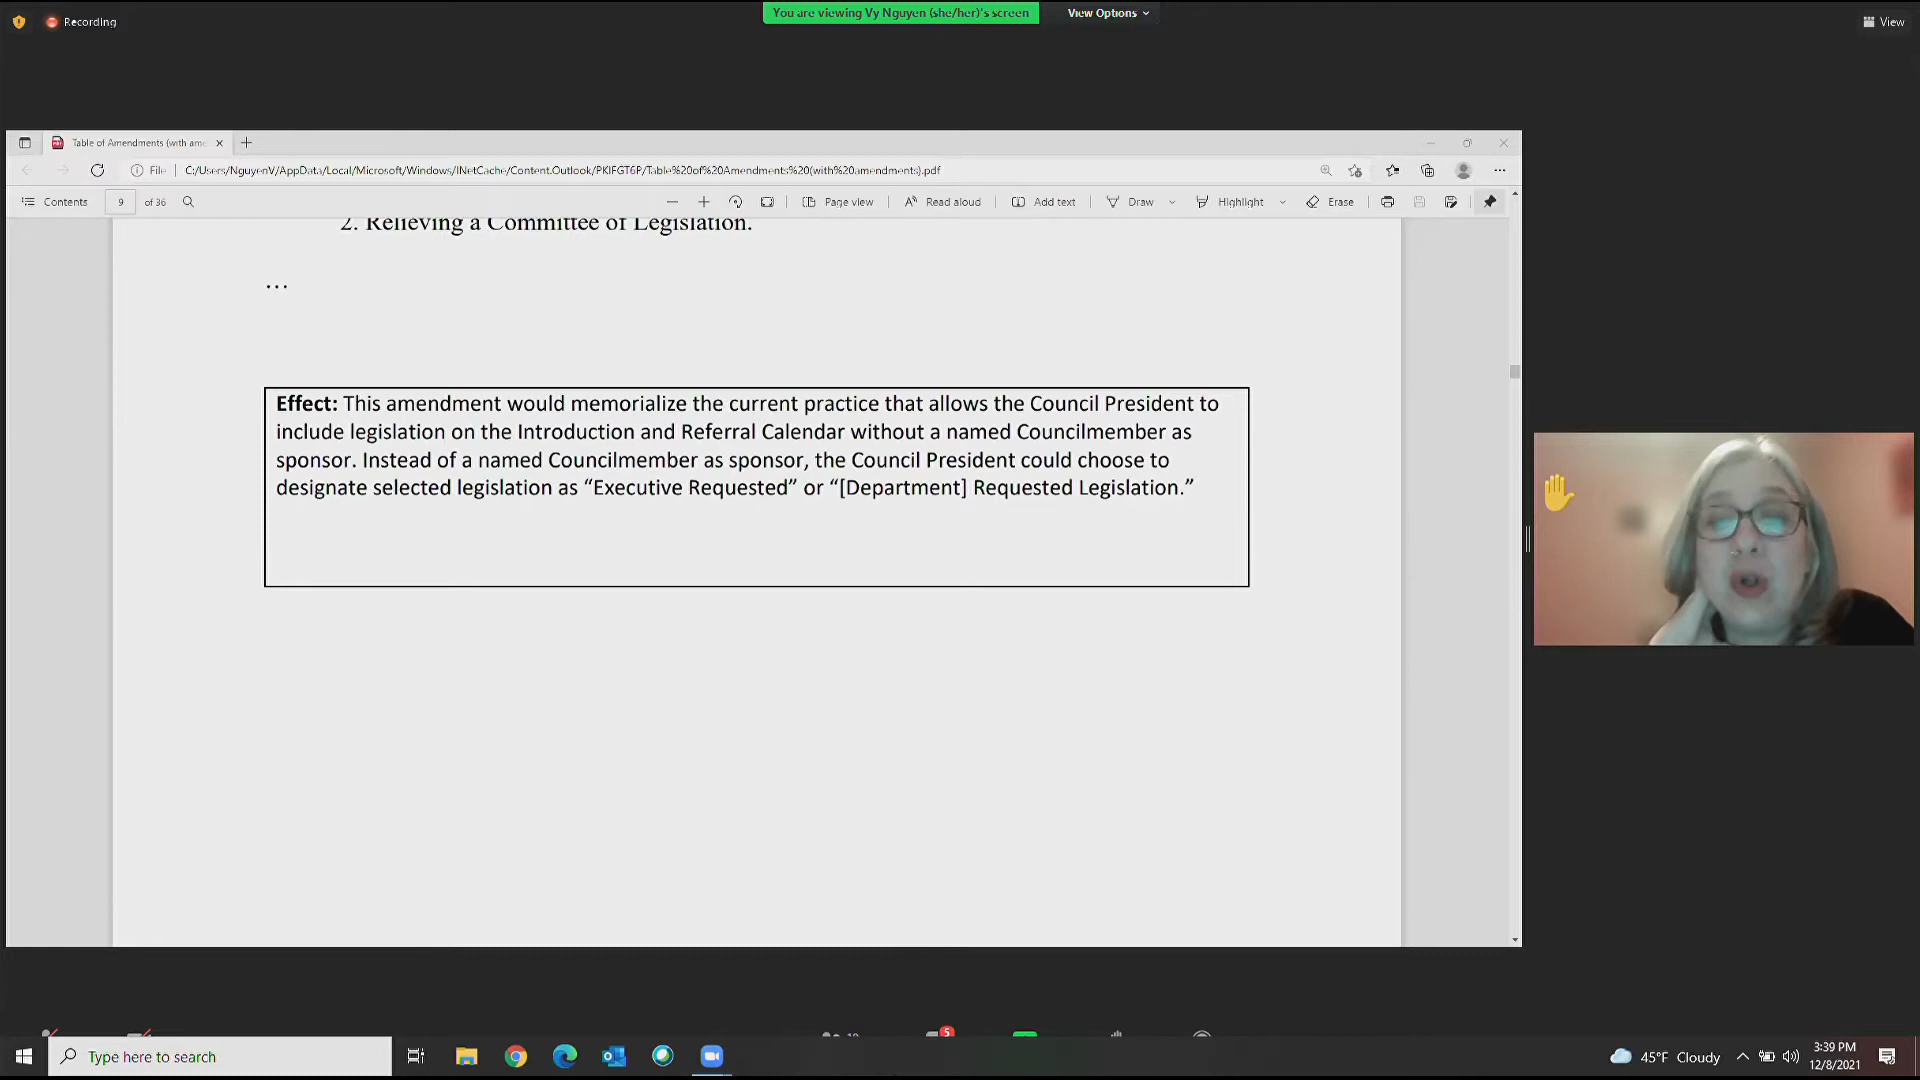 Recording
You are viewing Vy Nguyen (she/her)'s screen
View Options
View
Table of Amendments (with ame
File
C:/Users/NguyenV/AppData/Local/Microsoft/Windows/INetCache/Content.Outlook/PKIFGT6P/Table%20of%20Amendments%20(with%20amendments).pdf
Contents
9 of 36
Page view
Read aloud
Add text
Draw
Highlight
Erase
2. Relieving a Committee of Legislation.
...
Effect: This amendment would memorialize the current practice that allows the Council President to
include legislation on the Introduction and Referral Calendar without a named Councilmember as
sponsor. Instead of a named Councilmember as sponsor, the Council President could choose to
designate selected legislation as “Executive Requested” or “[Department] Requested Legislation.”
5
Type here to search
45°F Cloudy
3:39 PM
12/8/2021